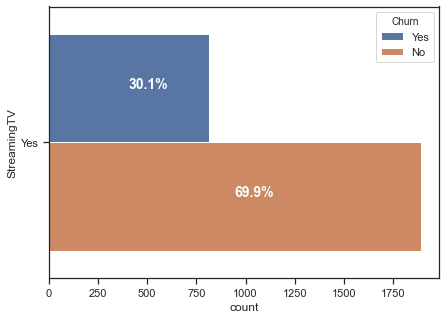 Churn
Yes
No
30.1%
StreamingTV
Yes
69.9%
0 250 500 750 1000 1250 1500 1750
count